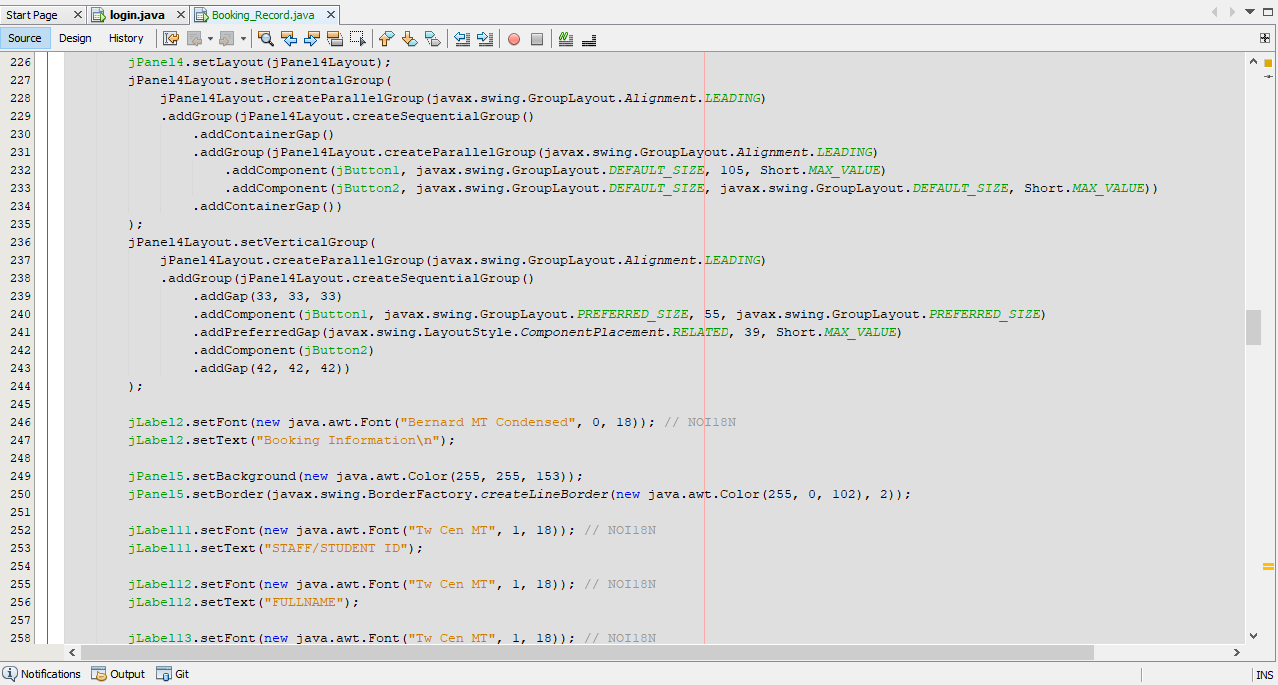 Start Page login.java Booking_Record.java
Source Design History
226 jPanel4.setLayout(jPanel4Layout);
227 jPanel4Layout.setHorizontalGroup(
228 jPanel4Layout.createParallelGroup(javax.swing.GroupLayout.Alignment.LEADING)
229 .addGroup(jPanel4Layout.createSequentialGroup()
230 .addContainerGap()
231 .addGroup(jPanel4Layout.createParallelGroup(javax.swing.GroupLayout.Alignment.LEADING)
232 .addComponent(jButton1, javax.swing.GroupLayout.DEFAULT_SIZE, 105, Short.MAX_VALUE)
233 .addComponent(jButton2, javax.swing.GroupLayout.DEFAULT_SIZE, javax.swing.GroupLayout.DEFAULT_SIZE, Short.MAX_VALUE))
234 .addContainerGap())
235 );
236 jPanel4Layout.setVerticalGroup(
237 jPanel4Layout.createParallelGroup(javax.swing.GroupLayout.Alignment.LEADING)
238 .addGroup(jPanel4Layout.createSequentialGroup()
239 .addGap(33, 33, 33)
240 .addComponent(jButton1, javax.swing.GroupLayout.PREFERRED_SIZE, 55, javax.swing.GroupLayout.PREFERRED_SIZE)
241 .addPreferredGap(javax.swing.LayoutStyle.ComponentPlacement.RELATED, 39, Short.MAX_VALUE)
242 .addComponent(jButton2)
243 .addGap(42, 42, 42))
244 );
245
246 jLabel2.setFont(new java.awt.Font("Bernard MT Condensed", 0, 18)); // NOI18N
247 jLabel2.setText("Booking Information\n");
248
249 jPanel5.setBackground(new java.awt.Color(255, 255, 153));
250 jPanel5.setBorder(javax.swing.BorderFactory.createLineBorder(new java.awt.Color(255, 0, 102), 2));
251
252 jLabel11.setFont(new java.awt.Font("Tw Cen MT", 1, 18)); // NOI18N
253 jLabel11.setText("STAFF/STUDENT ID");
254
255 jLabel12.setFont(new java.awt.Font("Tw Cen MT", 1, 18)); // NOI18N
256 jLabel12.setText("FULLNAME");
257
258 jLabel13.setFont(new java.awt.Font("Tw Cen MT", 1, 18)); // NOI18N
Notifications Output Git INS